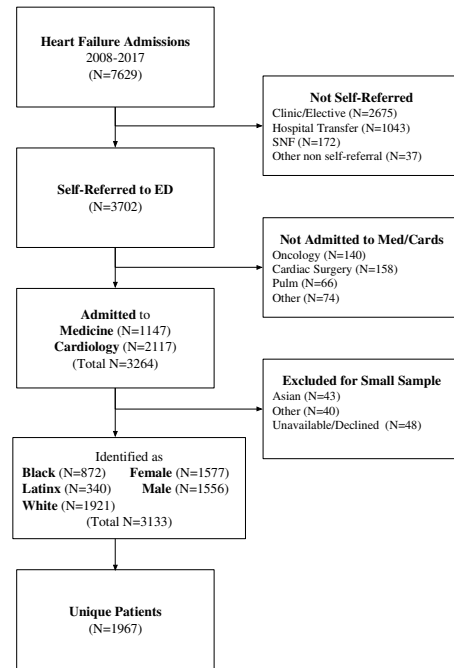 Heart Failure Admissions
2008-2017
(N=7629)
Not Self-Referred
Clinic/Elective (N=2675)
Hospital Transfer (N=1043)
SNF (N=172)
Other non self-referral (N=37)
Self-Referred to ED
(N=3702)
Not Admitted to Med/Cards
Oncology (N=140)
Cardiac Surgery (N=158)
Pulm (N=66)
Other (N=74)
Admitted to
Medicine (N=1147)
Cardiology (N=2117)
(Total N=3264)
Excluded for Small Sample
Asian (N=43)
Other (N=40)
Unavailable/Declined (N=48)
Identified as
Black (N=872) Female (N=1577)
Latinx (N=340) Male (N=1556)
White (N=1921)
(Total N=3133)
Unique Patients
(N=1967)